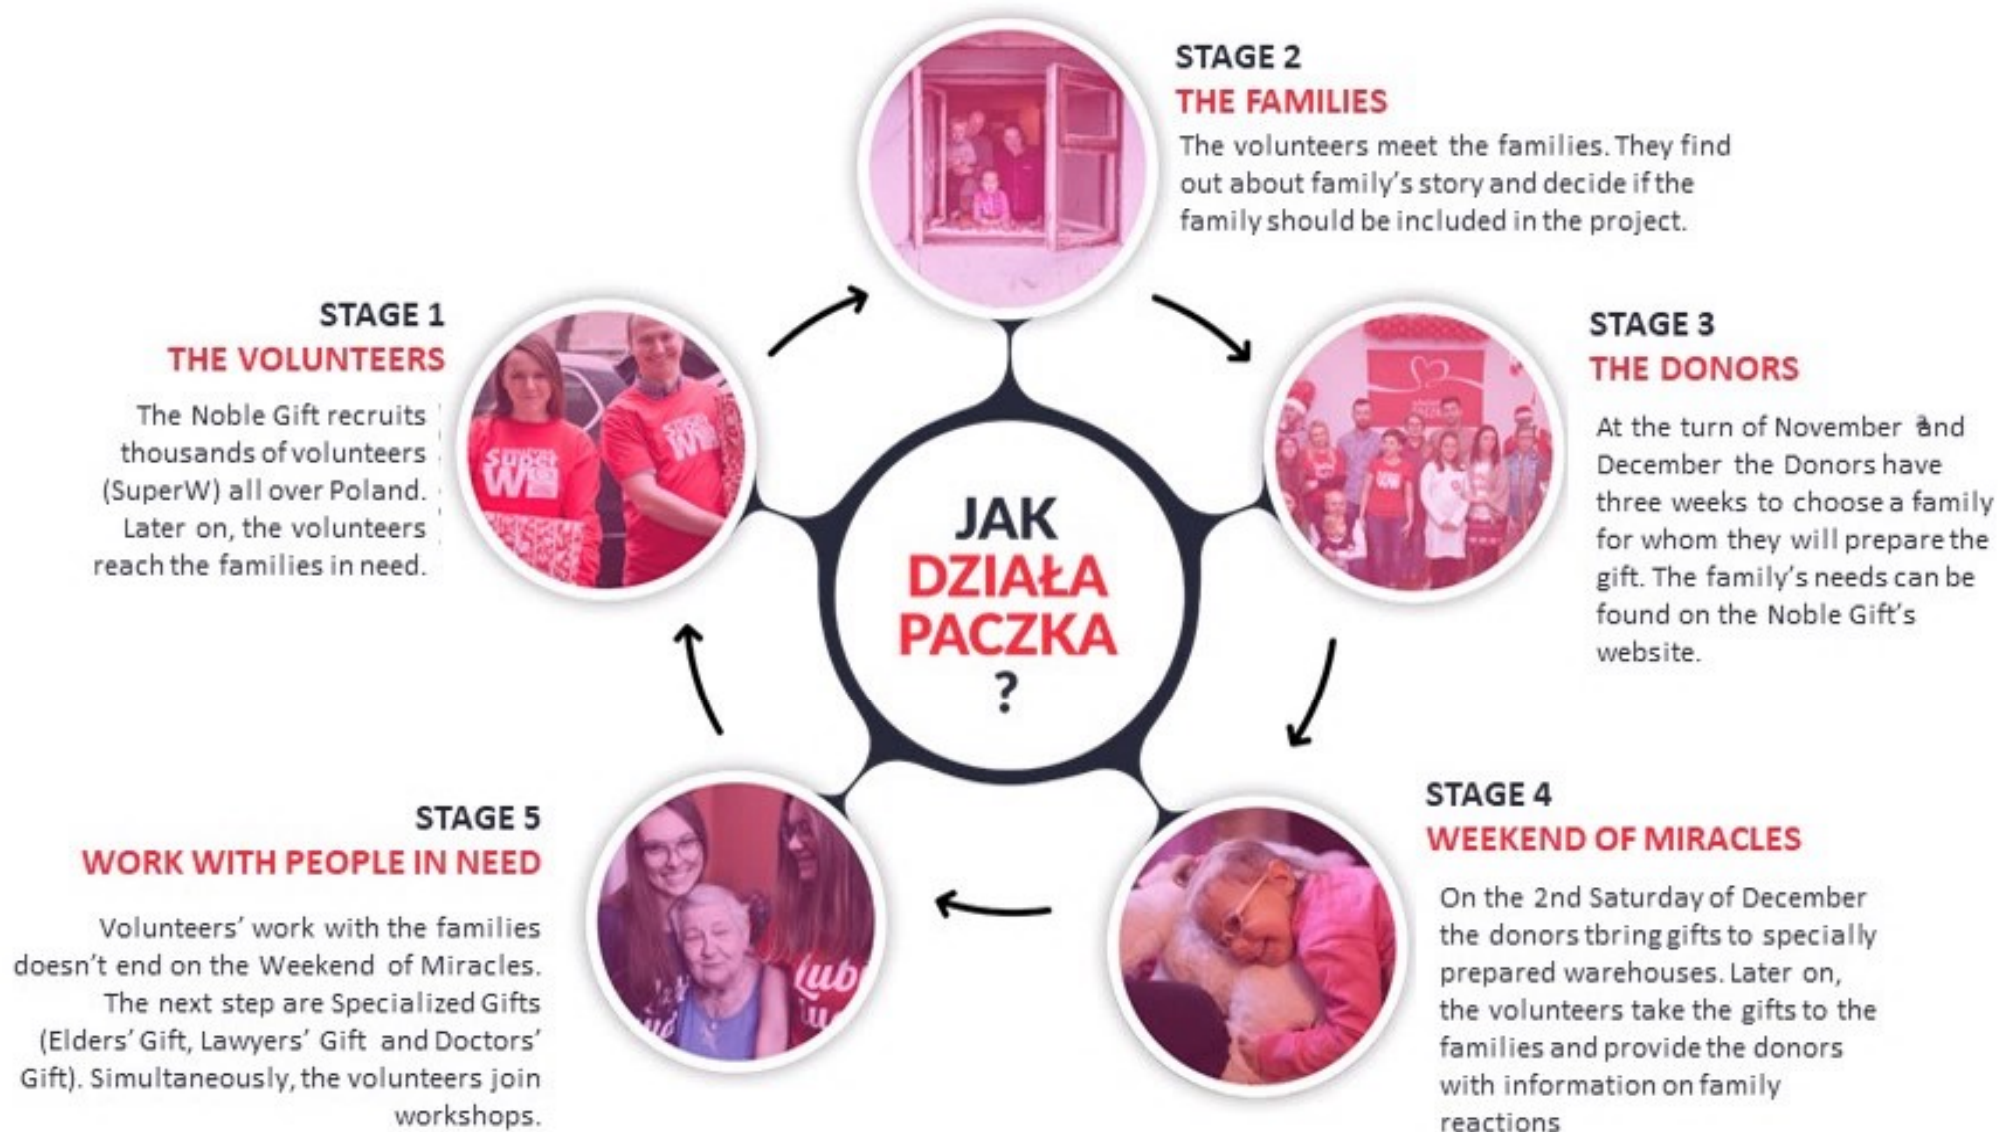 STAGE 1
THE VOLUNTEERS
The Noble Gift recruits
thousands of volunteers
(SuperW) all over Poland.
Later on, the volunteers
reach the families in need.
STAGE 2
THE FAMILIES
The volunteers meet the families. They find
out about family's story and decide if the
family should be included in the project.
STAGE 3
THE DONORS
At the turn of November and
December the Donors have
three weeks to choose a family
for whom they will prepare the
gift. The family's needs can be
found on the Noble Gift's
website.
STAGE 4
WEEKEND OF MIRACLES
On the 2nd Saturday of December
the donors tbring gifts to specially
prepared warehouses. Later on,
the volunteers take the gifts to the
families and provide the donors
with information on family
reactions
STAGE 5
WORK WITH PEOPLE IN NEED
Volunteers' work with the families
doesn't end on the Weekend of Miracles.
The next step are Specialized Gifts
(Elders' Gift, Lawyers' Gift and Doctors'
Gift). Simultaneously, the volunteers join
workshops.
JAK
DZIAŁA
PACZKA
?
SUPER
W